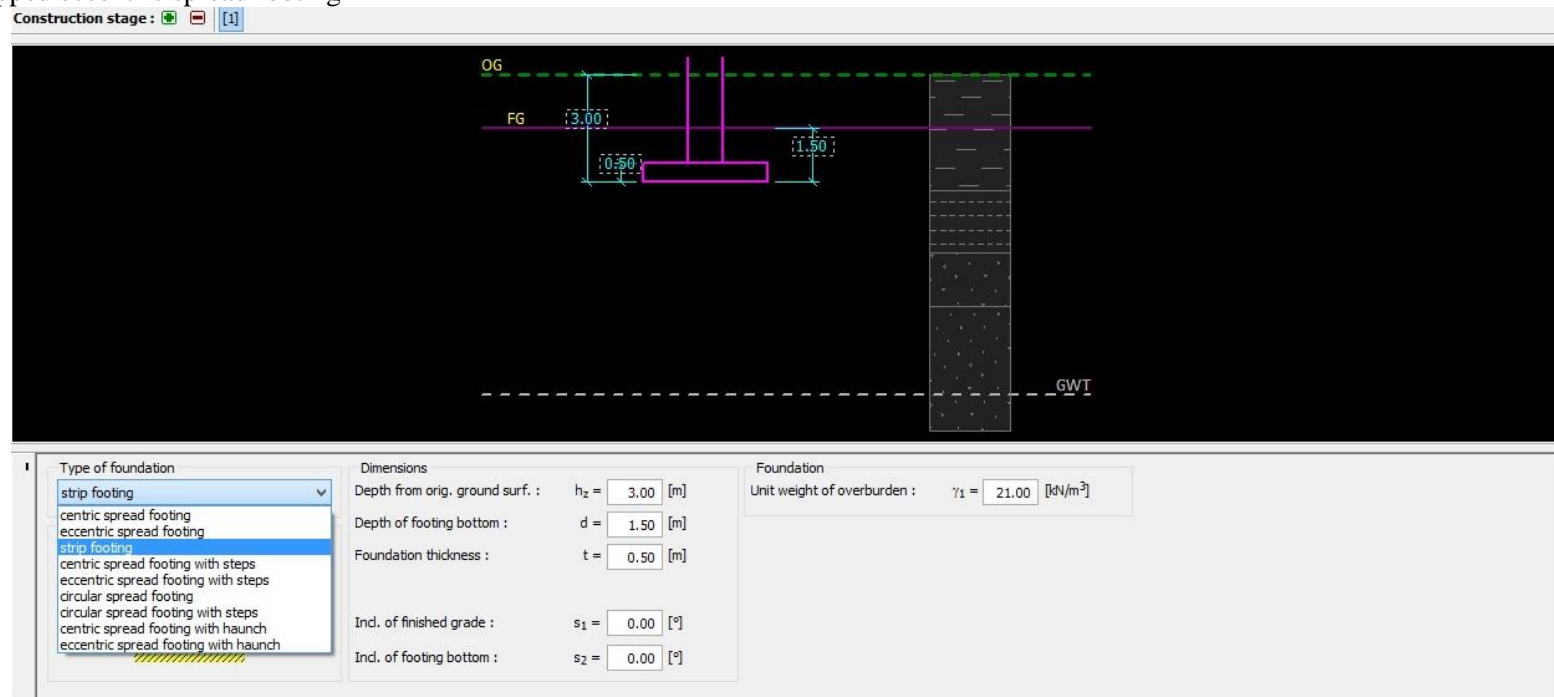 Construction stage : [1]
OG
FG 3.00
1.50
0.50
GWT
Type of foundation
strip footing
centric spread footing
eccentric spread footing
strip footing
centric spread footing with steps
eccentric spread footing with steps
circular spread footing
circular spread footing with steps
centric spread footing with haunch
eccentric spread footing with haunch
Dimensions
Depth from orig. ground surf. : hz = 3.00 [m]
Depth of footing bottom : d = 1.50 [m]
Foundation thickness : t = 0.50 [m]
Incl. of finished grade : s1 = 0.00 [°]
Incl. of footing bottom : s2 = 0.00 [°]
Foundation
Unit weight of overburden : γ1 = 21.00 [kN/m³]